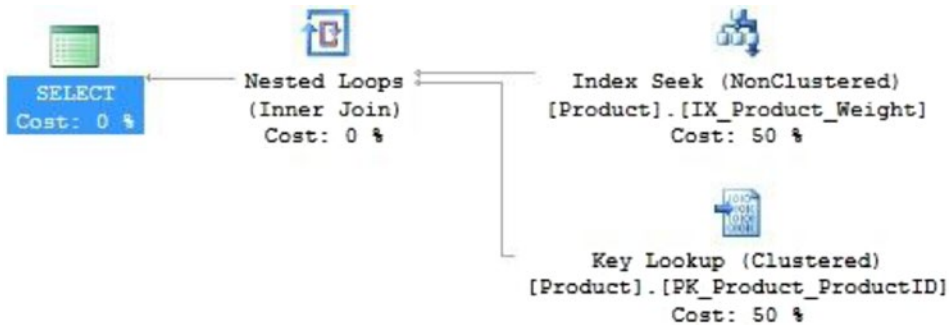 SELECT
Cost: 0 %
Nested Loops
(Inner Join)
Cost: 0 %
Index Seek (NonClustered)
[Product].[IX_Product_Weight]
Cost: 50 %
Key Lookup (Clustered)
[Product].[PK_Product_ProductID]
Cost: 50 %